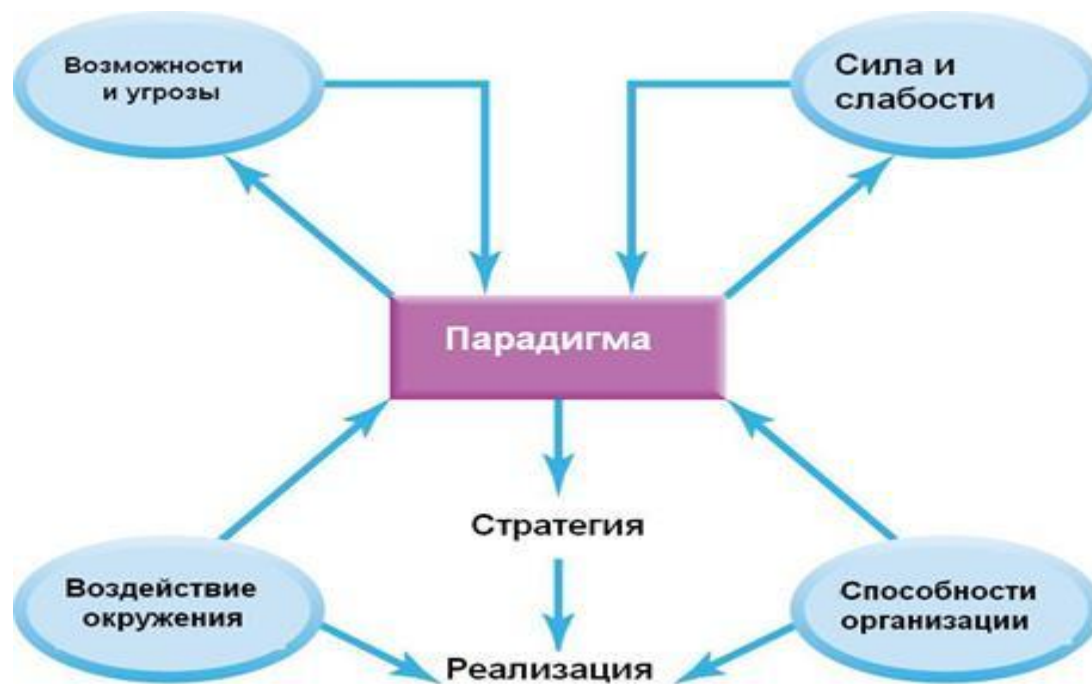 Возможности
и угрозы
Сила и
слабости
Парадигма
Стратегия
Воздействие
окружения
Способности
организации
Реализация